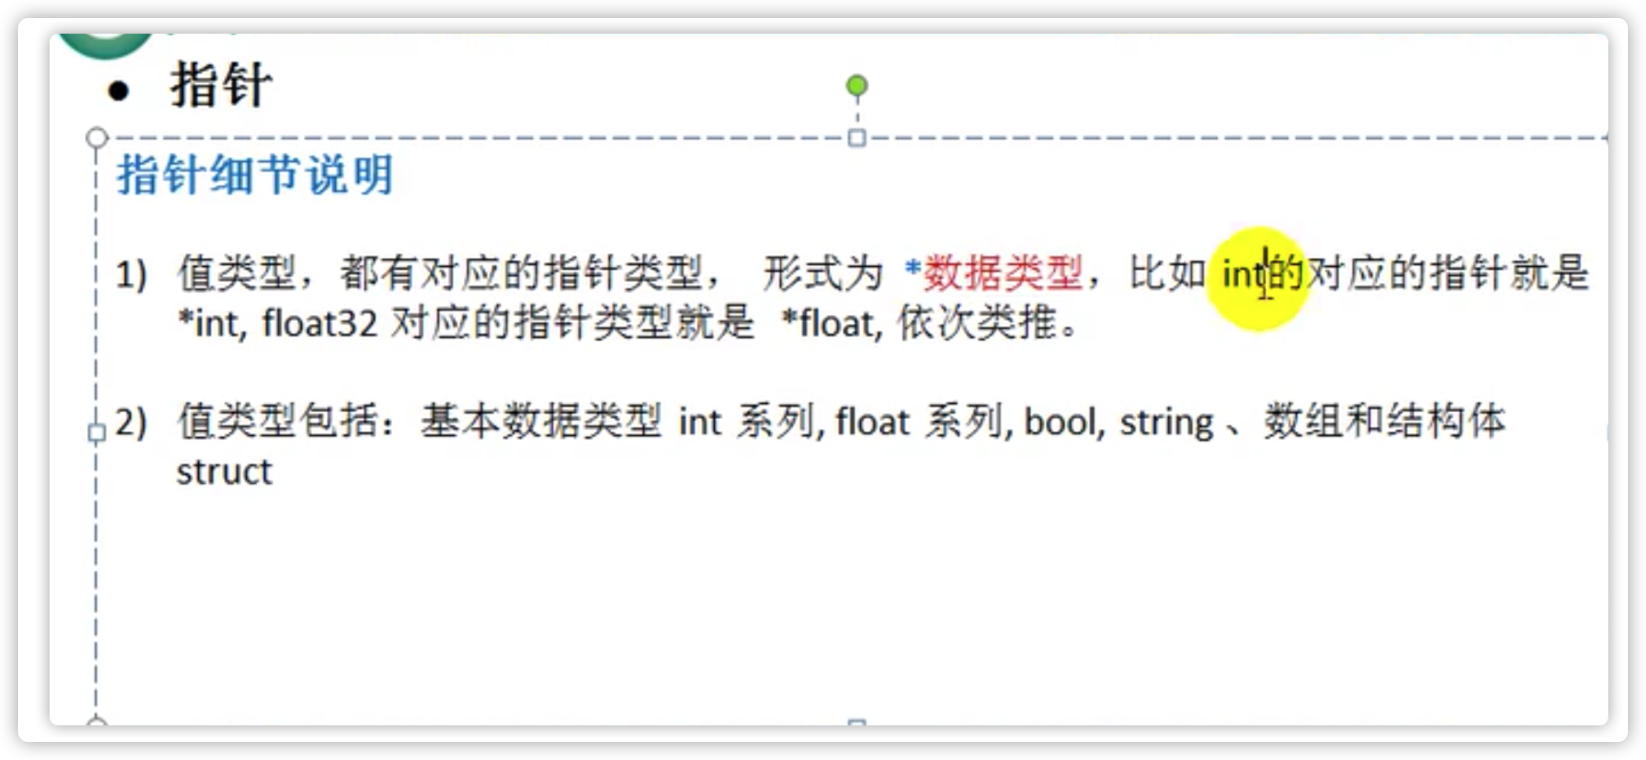 • 指针
指针细节说明
1) 值类型，都有对应的指针类型， 形式为 *数据类型，比如 int的对应的指针就是
*int, float32 对应的指针类型就是 *float, 依次类推。
2) 值类型包括：基本数据类型 int 系列, float 系列, bool, string 、数组和结构体
struct